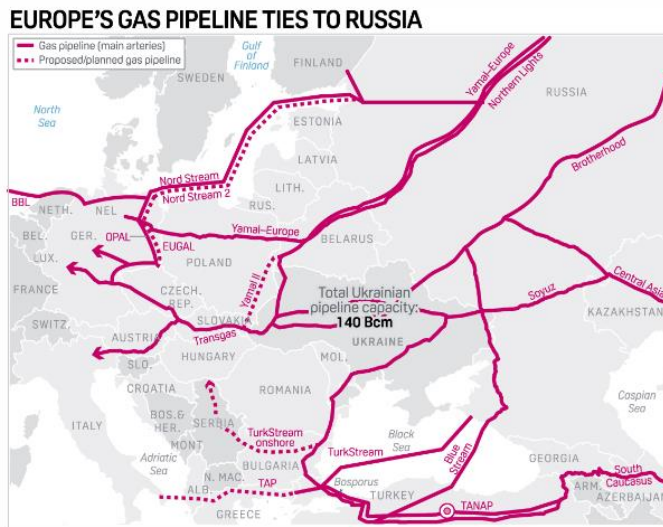 EUROPE'S GAS PIPELINE TIES TO RUSSIA
Gas pipeline (main arteries)
Proposed/planned gas pipeline
Gulf
of
Finland
FINLAND
SWEDEN
North
Sea
Yamal-Europe
Northern Lights
RUSSIA
ESTONIA
LATVIA
Brotherhood
Nord Stream
Nord Stream 2
LITH.
RUS.
BBL
NETH.
NEL
BEL.
GER.
OPAL
EUGAL
Yamal-Europe
BELARUS
LUX.
POLAND
Yamal II
FRANCE
CZECH.
REP.
Total Ukrainian
pipeline capacity:
140 Bcm
Soyuz
Central Asia
KAZAKHSTAN
SLOVAKIA
UKRAINE
SWITZ.
AUSTRIA
Transgas
HUNGARY
MOL.
SLO.
CROATIA
ROMANIA
Caspian
Sea
ITALY
BOS.&
HER.
SERBIA
TurkStream
onshore
Black
Sea
TurkStream
Blue
Stream
MONT
Adriatic
Sea
BULGARIA
GEORGIA
N. MAC.
Bosporus
ALB.
TAP
TURKEY
TANAP
South
Caucasus
ARM.
AZERBAIJAN
GREECE